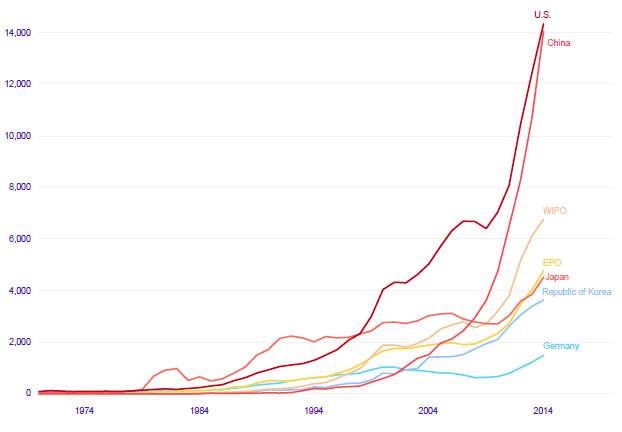 U.S.
China
14,000
12,000
10,000
8,000
WIPO
6,000
EPO
Japan
4,000
Republic of Korea
Germany
2,000
0
1974 1984 1994 2004 2014